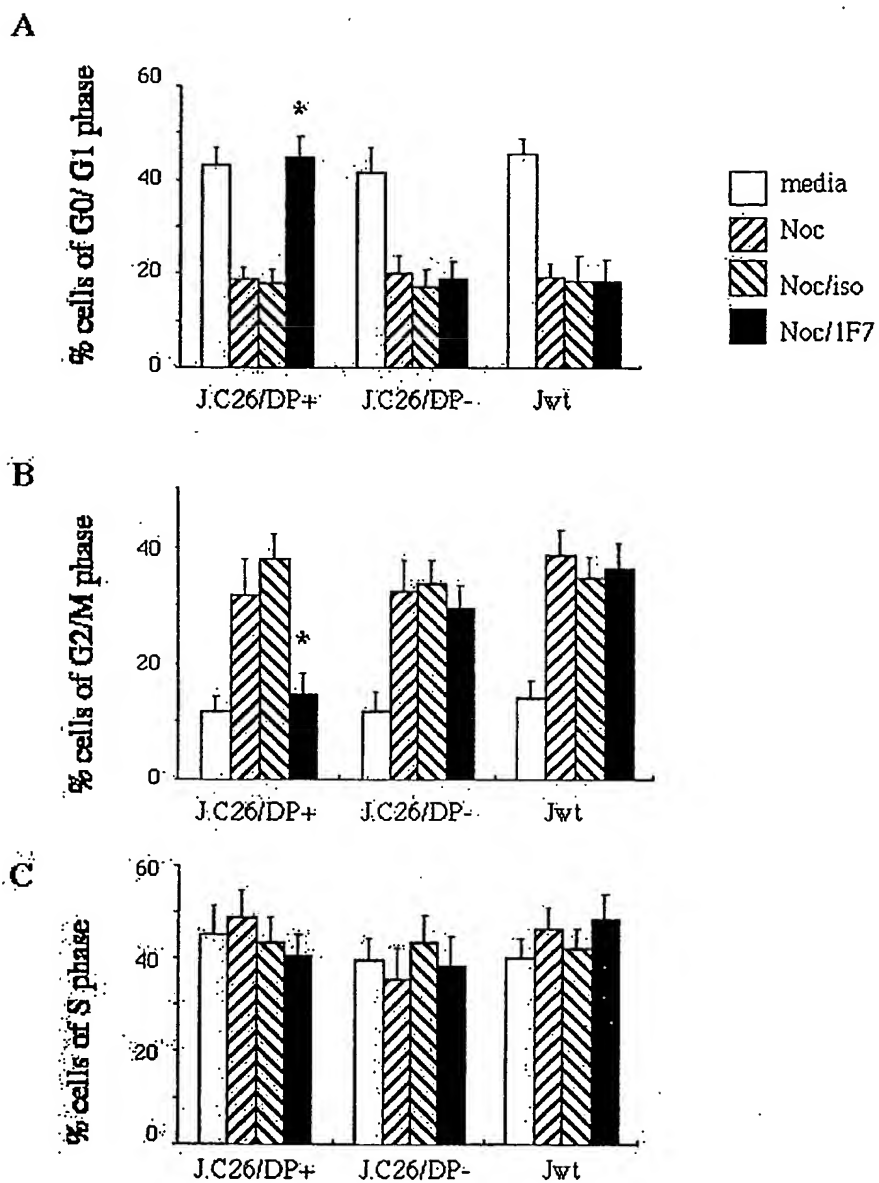 A
% cells of G0/ G1 phase
60
40
20
0
*
J.C26/DP+
J.C26/DP-
Jwt
media
Noc
Noc/iso
Noc/1F7
B
% cells of G2/M phase
40
20
0
*
J.C26/DP+
J.C26/DP-
Jwt
C
% cells of S phase
60
40
20
0
J.C26/DP+
J.C26/DP-
Jwt